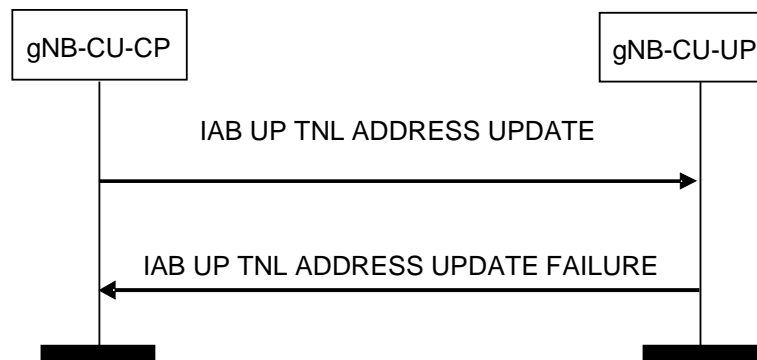 gNB-CU-CP
gNB-CU-UP
IAB UP TNL ADDRESS UPDATE
IAB UP TNL ADDRESS UPDATE FAILURE